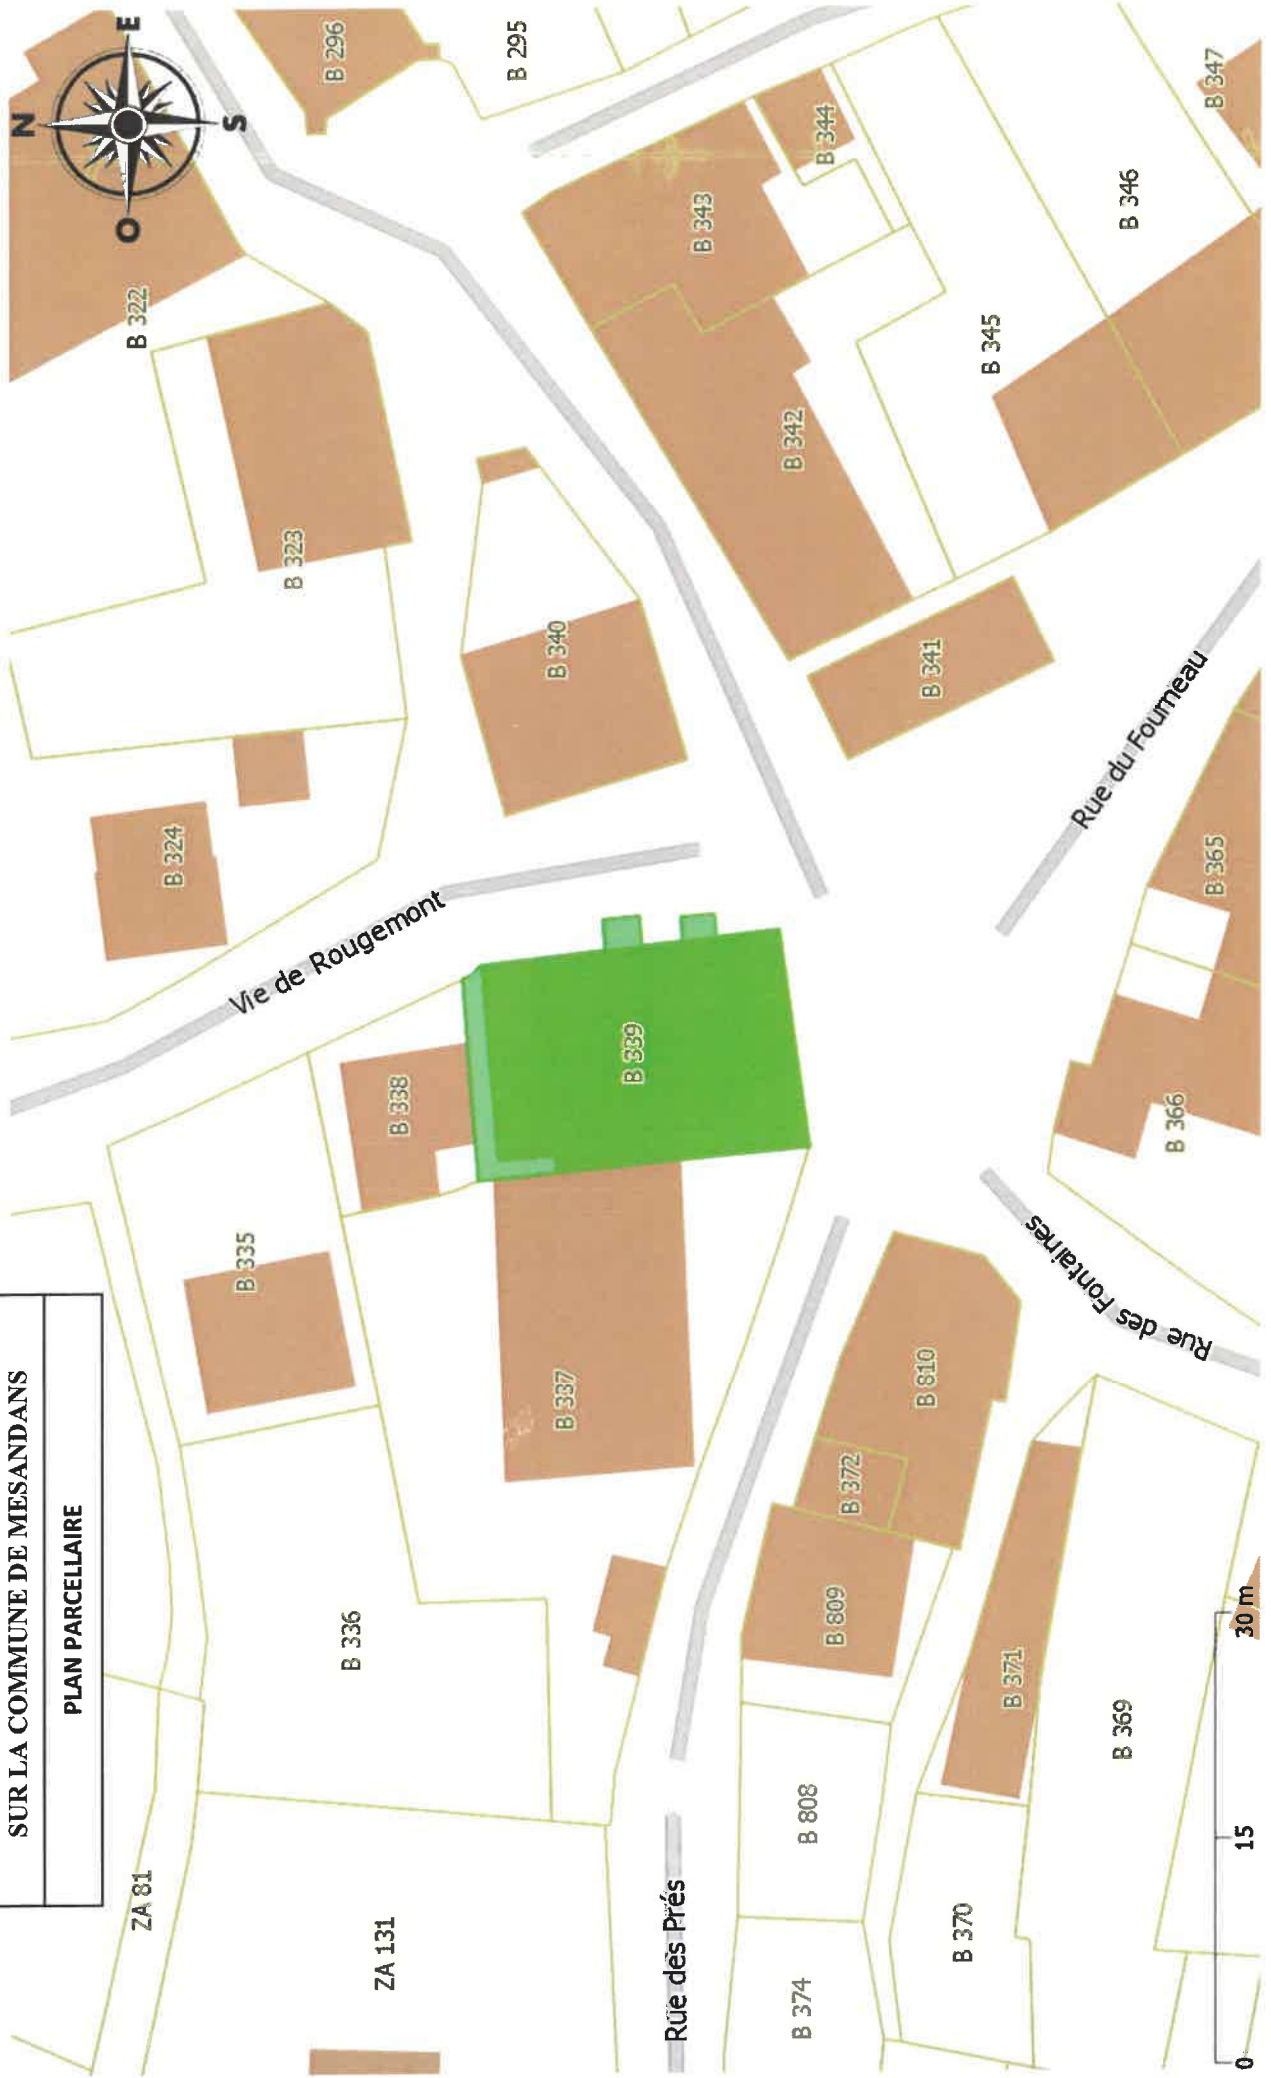 SUR LA COMMUNE DE MESANDANS
PLAN PARCELLAIRE
N
E
S
O
ZA 81
ZA 131
B 336
B 335
B 338
B 337
B 339
Vie de Rougemont
B 324
B 323
B 322
B 296
B 295
B 340
B 343
B 344
B 342
B 341
B 345
B 346
B 347
Rue des Prés
B 374
B 808
B 809
B 372
B 810
B 370
B 371
B 369
Rue des Fontaines
B 366
B 365
Rue du Fourneau
0 15 30 m